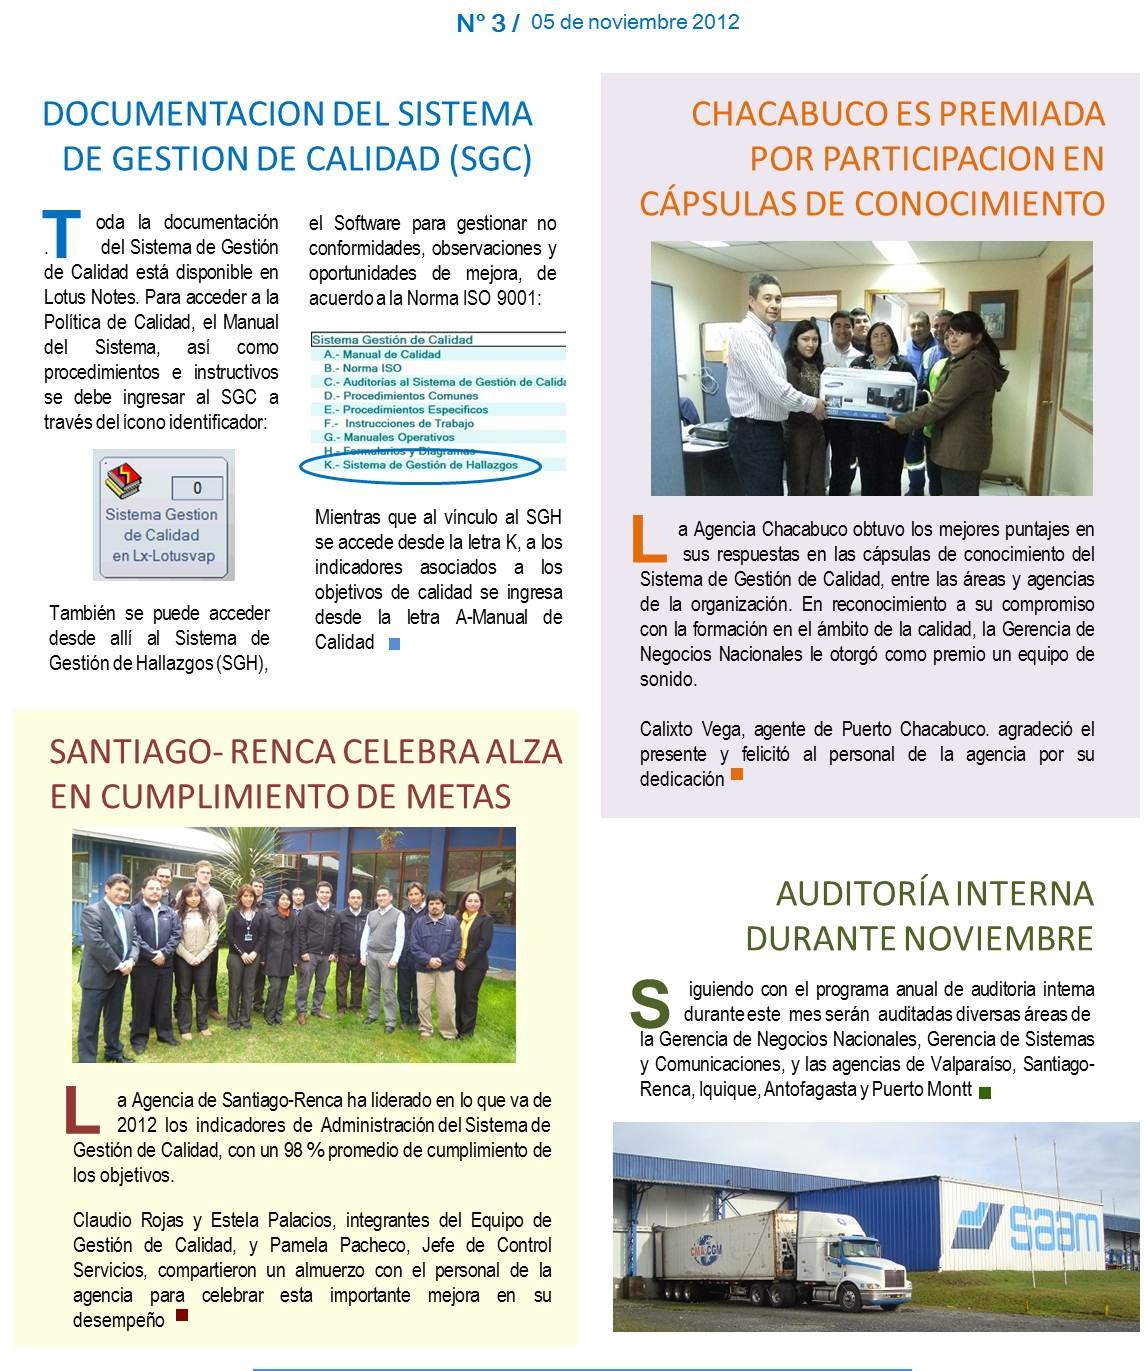 N° 3 / 05 de noviembre 2012
DOCUMENTACION DEL SISTEMA
DE GESTION DE CALIDAD (SGC)
Toda la documentación
. del Sistema de Gestión
de Calidad está disponible en
Lotus Notes. Para acceder a la
Política de Calidad, el Manual
del Sistema, así como
procedimientos e instructivos
se debe ingresar al SGC a
través del ícono identificador:
0
Sistema Gestion
de Calidad
en Lx-Lotusvap
También se puede acceder
desde allí al Sistema de
Gestión de Hallazgos (SGH),
el Software para gestionar no
conformidades, observaciones y
oportunidades de mejora, de
acuerdo a la Norma ISO 9001:
Sistema Gestión de Calidad
A.- Manual de Calidad
B.- Norma ISO
C.- Auditorías al Sistema de Gestión de Calida
D.- Procedimientos Comunes
E.- Procedimientos Especificos
F.- Instrucciones de Trabajo
G.- Manuales Operativos
H.- Formularios y Diagramas
K.- Sistema de Gestión de Hallazgos
Mientras que al vínculo al SGH
se accede desde la letra K, a los
indicadores asociados a los
objetivos de calidad se ingresa
desde la letra A-Manual de
Calidad
CHACABUCO ES PREMIADA
POR PARTICIPACION EN
CÁPSULAS DE CONOCIMIENTO
La Agencia Chacabuco obtuvo los mejores puntajes en
sus respuestas en las cápsulas de conocimiento del
Sistema de Gestión de Calidad, entre las áreas y agencias
de la organización. En reconocimiento a su compromiso
con la formación en el ámbito de la calidad, la Gerencia de
Negocios Nacionales le otorgó como premio un equipo de
sonido.
Calixto Vega, agente de Puerto Chacabuco. agradeció el
presente y felicitó al personal de la agencia por su
dedicación
SANTIAGO- RENCA CELEBRA ALZA
EN CUMPLIMIENTO DE METAS
La Agencia de Santiago-Renca ha liderado en lo que va de
2012 los indicadores de Administración del Sistema de
Gestión de Calidad, con un 98 % promedio de cumplimiento de
los objetivos.
Claudio Rojas y Estela Palacios, integrantes del Equipo de
Gestión de Calidad, y Pamela Pacheco, Jefe de Control
Servicios, compartieron un almuerzo con el personal de la
agencia para celebrar esta importante mejora en su
desempeño
AUDITORÍA INTERNA
DURANTE NOVIEMBRE
Siguiendo con el programa anual de auditoria interna
durante este mes serán auditadas diversas áreas de
la Gerencia de Negocios Nacionales, Gerencia de Sistemas
y Comunicaciones, y las agencias de Valparaíso, Santiago-
Renca, Iquique, Antofagasta y Puerto Montt
CMA CGM
saam